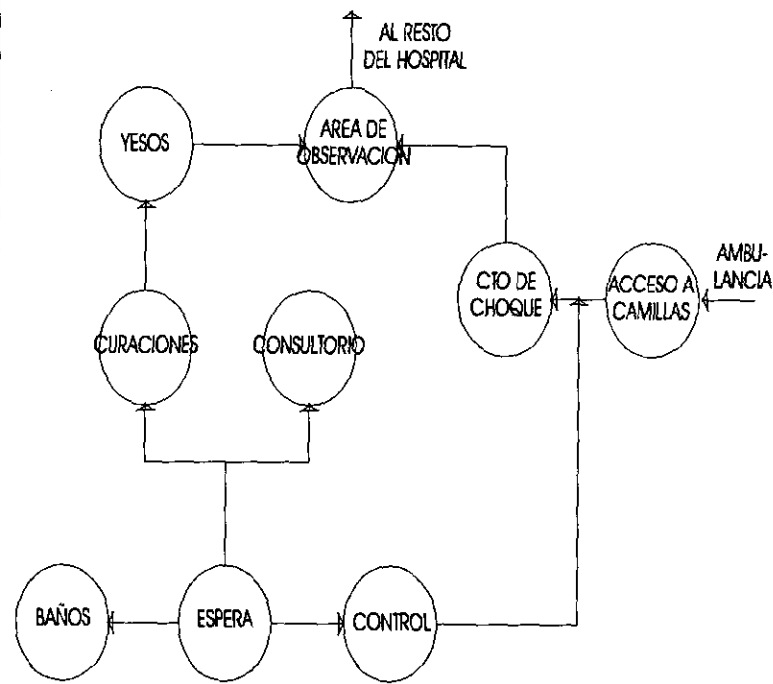 AL RESTO
DEL HOSPITAL
YESOS
AREA DE
OBSERVACION
AMBU-
LANCIA
CTO DE
CHOQUE
ACCESO A
CAMILLAS
CURACIONES
CONSULTORIO
BAÑOS
ESPERA
CONTROL